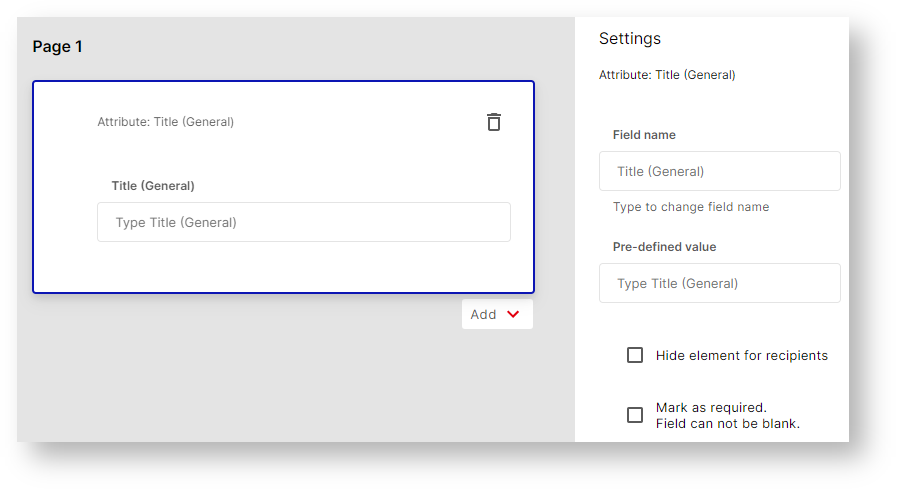 Page 1
Attribute: Title (General)
Title (General)
Type Title (General)
Add
Settings
Attribute: Title (General)
Field name
Title (General)
Type to change field name
Pre-defined value
Type Title (General)
Hide element for recipients
Mark as required.
Field can not be blank.